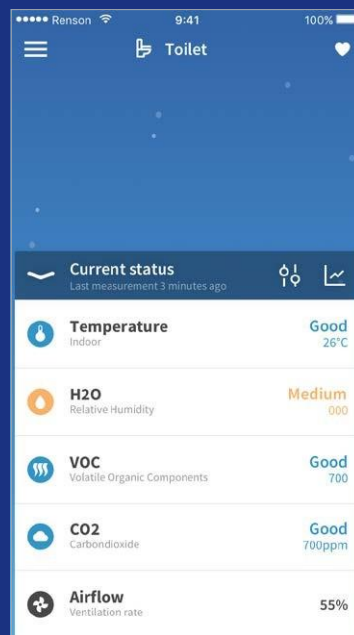 Renson 9:41 100%
Toilet
Current status
Last measurement 3 minutes ago
Temperature Good
Indoor 26°C
H2O Medium
Relative Humidity 000
VOC Good
Volatile Organic Components 700
CO2 Good
Carbondioxide 700ppm
Airflow 55%
Ventilation rate